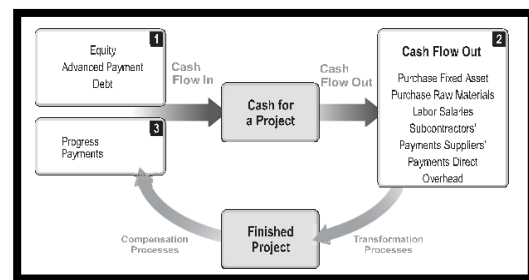 1
Equity
Advanced Payment
Debt
3
Progress
Payments
Cash
Flow In
Cash for
a Project
Cash
Flow Out
2
Cash Flow Out
Purchase Fixed Asset
Purchase Raw Materials
Labor Salaries
Subcontractors'
Payments Suppliers'
Payments Direct
Overhead
Compensation
Processes
Finished
Project
Transformation
Processes